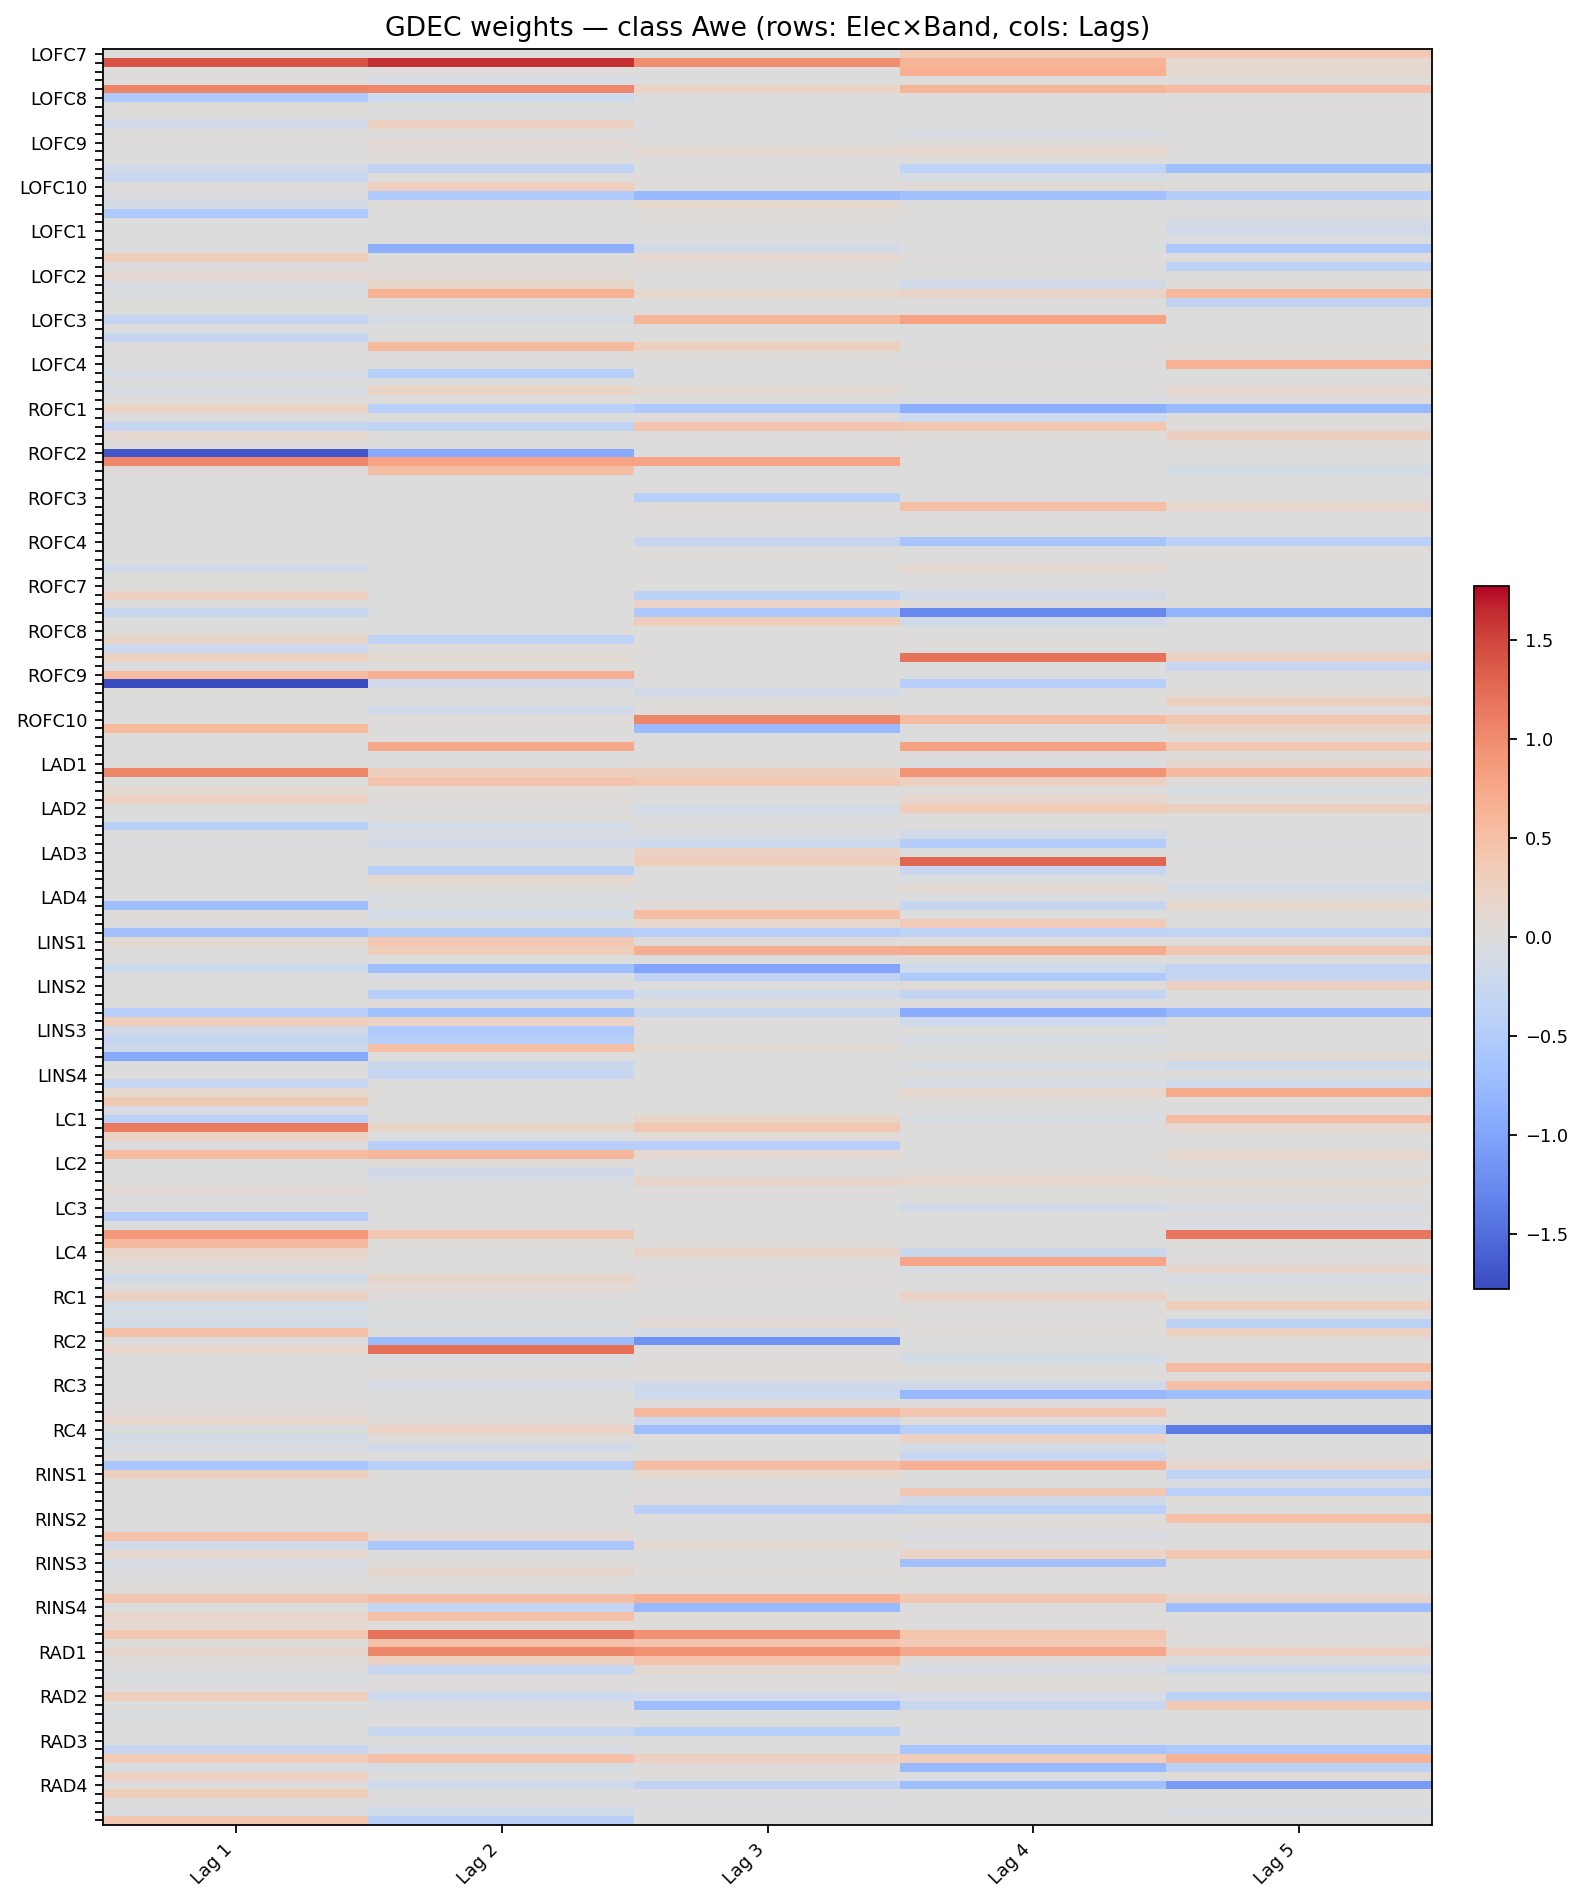 GDEC weights — class Awe (rows: Elec×Band, cols: Lags)
LOFC7
LOFC8
LOFC9
LOFC10
LOFC1
LOFC2
LOFC3
LOFC4
ROFC1
ROFC2
ROFC3
ROFC4
ROFC7
ROFC8
ROFC9
ROFC10
LAD1
LAD2
LAD3
LAD4
LINS1
LINS2
LINS3
LINS4
LC1
LC2
LC3
LC4
RC1
RC2
RC3
RC4
RINS1
RINS2
RINS3
RINS4
RAD1
RAD2
RAD3
RAD4
Lag 1
Lag 2
Lag 3
Lag 4
Lag 5
1.5
1.0
0.5
0.0
−0.5
−1.0
−1.5